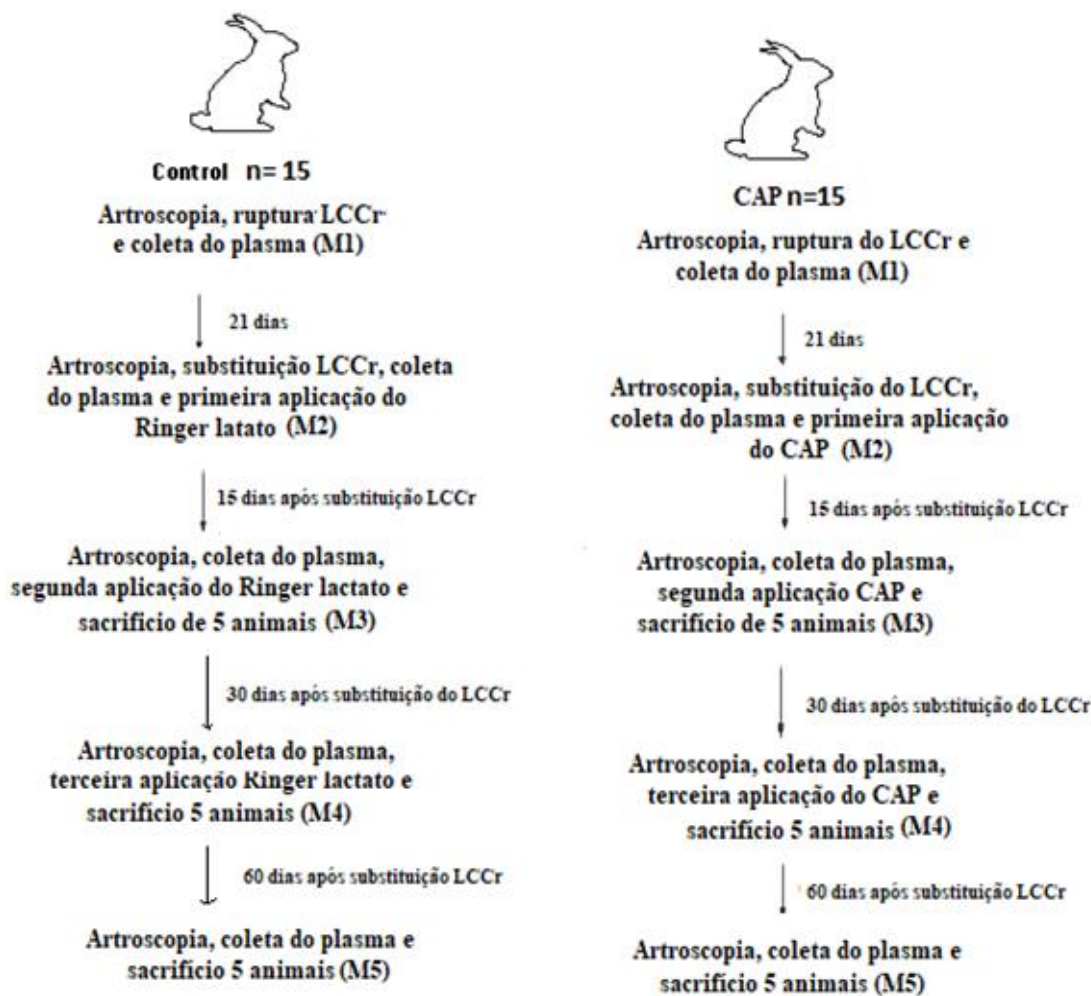 Control n= 15
Artroscopia, ruptura LCCr
e coleta do plasma (M1)
21 dias
Artroscopia, substituição LCCr, coleta
do plasma e primeira aplicação do
Ringer latato (M2)
15 dias após substituição LCCr
Artroscopia, coleta do plasma,
segunda aplicação do Ringer lactato e
sacrificio de 5 animais (M3)
30 dias após substituição do LCCr
Artroscopia, coleta do plasma,
terceira aplicação Ringer lactato e
sacrifício 5 animais (M4)
60 dias após substituição LCCr
Artroscopia, coleta do plasma e
sacrifício 5 animais (M5)
CAP n=15
Artroscopia, ruptura do LCCr e
coleta do plasma (M1)
21 dias
Artroscopia, substituição do LCCr,
coleta do plasma e primeira aplicação
do CAP (M2)
15 dias após substituição LCCr
Artroscopia, coleta do plasma,
segunda aplicação CAP e
sacrifício de 5 animais (M3)
30 dias após substituição do LCCr
Artroscopia, coleta do plasma,
terceira aplicação do CAP e
sacrifício 5 animais (M4)
60 dias após substituição LCCr
Artroscopia, coleta do plasma e
sacrifício 5 animais (M5)